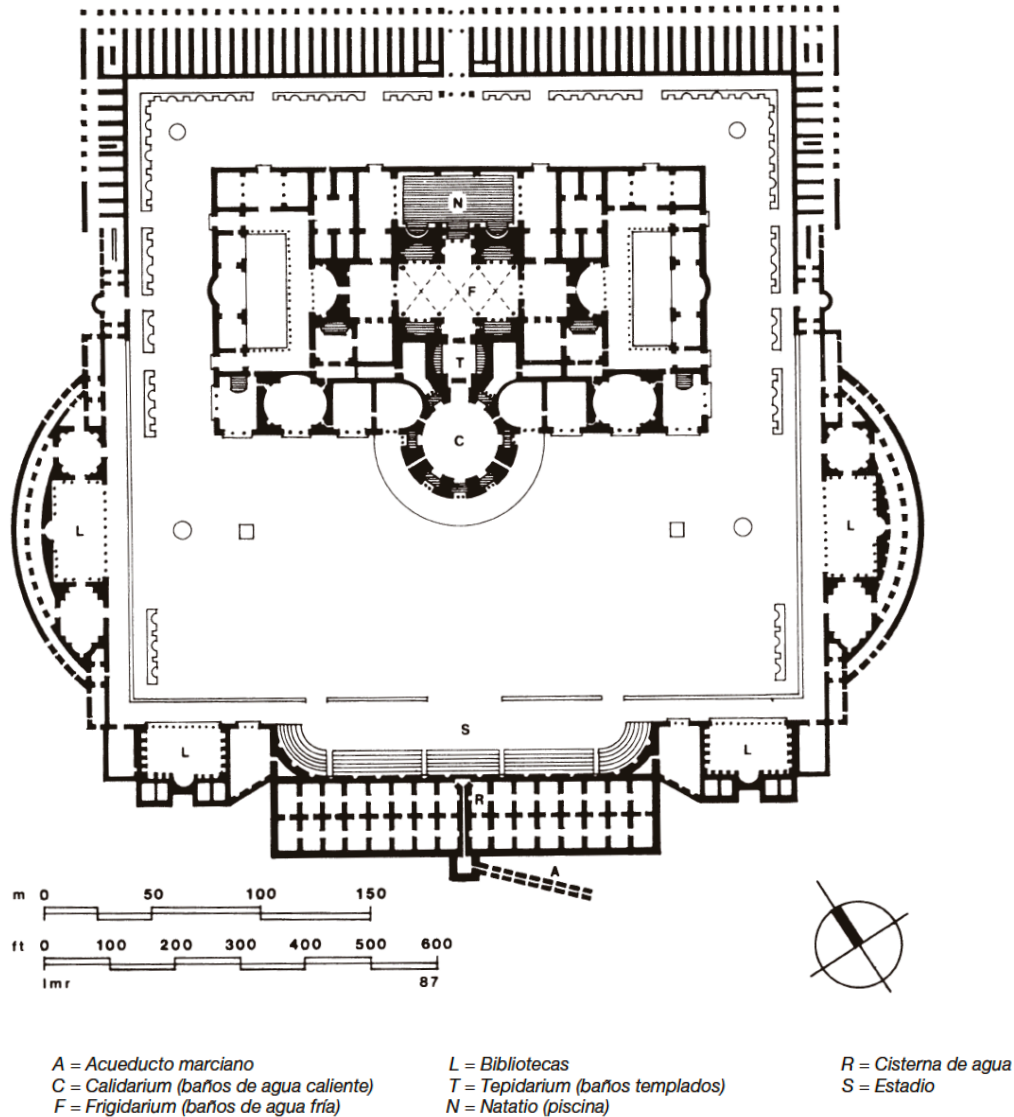 N
F
T
C
L
L
S
L
L
R
A
m 0 50 100 150
ft 0 100 200 300 400 500 600
lmr 87
A = Acueducto marciano
C = Calidarium (baños de agua caliente)
F = Frigidarium (baños de agua fría)
L = Bibliotecas
T = Tepidarium (baños templados)
N = Natatio (piscina)
R = Cisterna de agua
S = Estadio